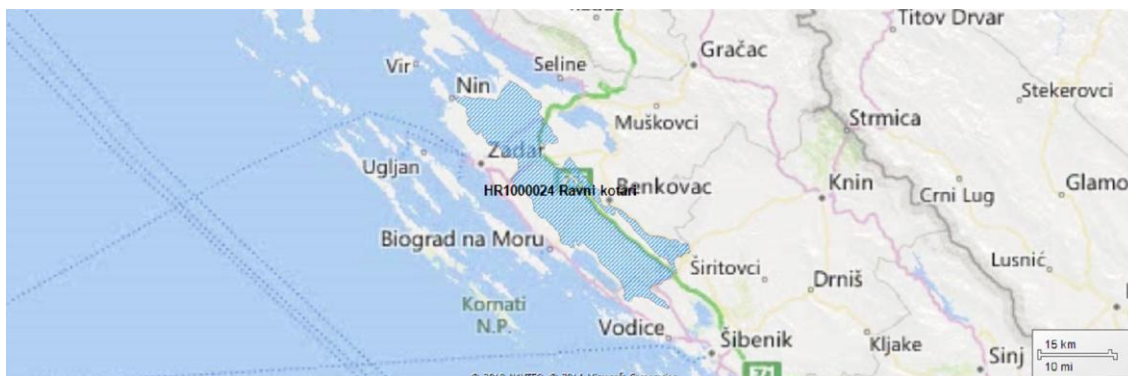 Titov Drvar
Gračac
Vir
Seline
Nin
Stekerovci
Muškovci
Strmica
Zadar
Ugljan
HR1000024 Ravni kotari
Benkovac
Knin
Crni Lug
Glamo
Biograd na Moru
Širitovci
Drniš
Lusnić
Kornati
N.P.
Vodice
Šibenik
Kljake
Sinj
15 km
10 mi
E71